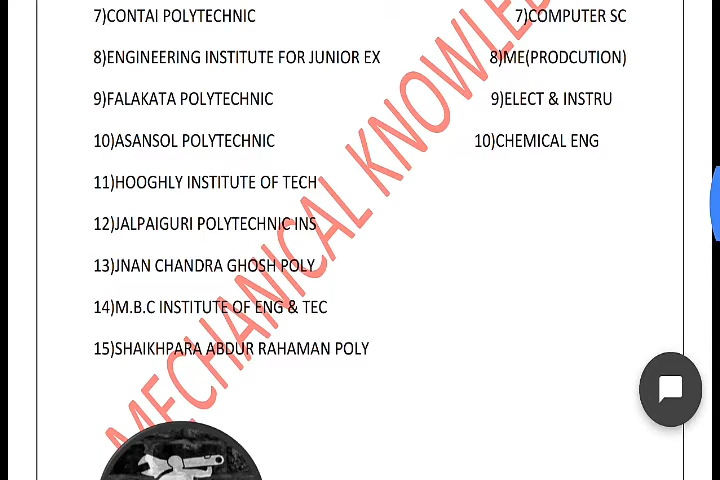 7)CONTAI POLYTECHNIC 7)COMPUTER SC
8)ENGINEERING INSTITUTE FOR JUNIOR EX 8)ME(PRODCUTION)
9)FALAKATA POLYTECHNIC 9)ELECT & INSTRU
10)ASANSOL POLYTECHNIC 10)CHEMICAL ENG
11)HOOGHLY INSTITUTE OF TECH
12)JALPAIGURI POLYTECHNIC INS
13)JNAN CHANDRA GHOSH POLY
14)M.B.C INSTITUTE OF ENG & TEC
15)SHAIKHPARA ABDUR RAHAMAN POLY
MECHANICAL KNOWLE